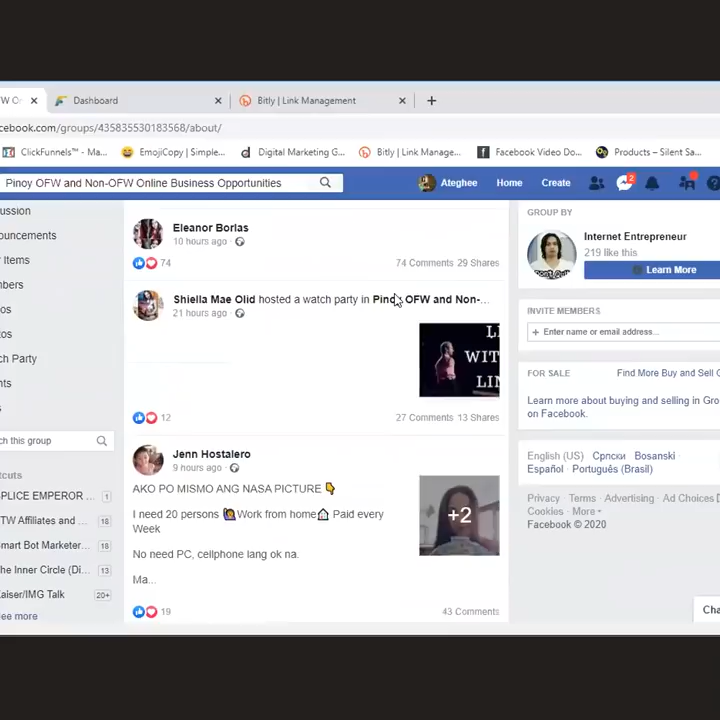 W O
Dashboard
Bitly | Link Management
cebook.com/groups/435835530183568/about/
ClickFunnels™ - Ma...
EmojiCopy | Simple...
Digital Marketing G...
Bitly | Link Manage...
Facebook Video Do...
Products – Silent Sa...
Pinoy OFW and Non-OFW Online Business Opportunities
Ateghee
Home
Create
2
ussion
ouncements
Items
nbers
os
tos
ch Party
nts
s
ch this group
tcuts
SPLICE EMPEROR ... 1
TW Affiliates and ... 18
mart Bot Marketer... 18
he Inner Circle (Di... 13
Kaiser/IMG Talk 20+
ee more
Eleanor Borlas
10 hours ago
74
74 Comments 29 Shares
Shiella Mae Olid hosted a watch party in Pinoy OFW and Non-...
21 hours ago
LI
WIT
LIM
12
27 Comments 13 Shares
Jenn Hostalero
9 hours ago
AKO PO MISMO ANG NASA PICTURE 👇
I need 20 persons 🙋Work from home🏠 Paid every
Week
No need PC, cellphone lang ok na.
Ma...
+2
19
43 Comments
GROUP BY
Internet Entrepreneur
219 like this
Learn More
INVITE MEMBERS
+ Enter name or email address...
FOR SALE
Find More Buy and Sell G
Learn more about buying and selling in Gro
on Facebook.
English (US) Српски Bosanski
Español Português (Brasil)
Privacy Terms Advertising Ad Choices
Cookies More
Facebook © 2020
Cha